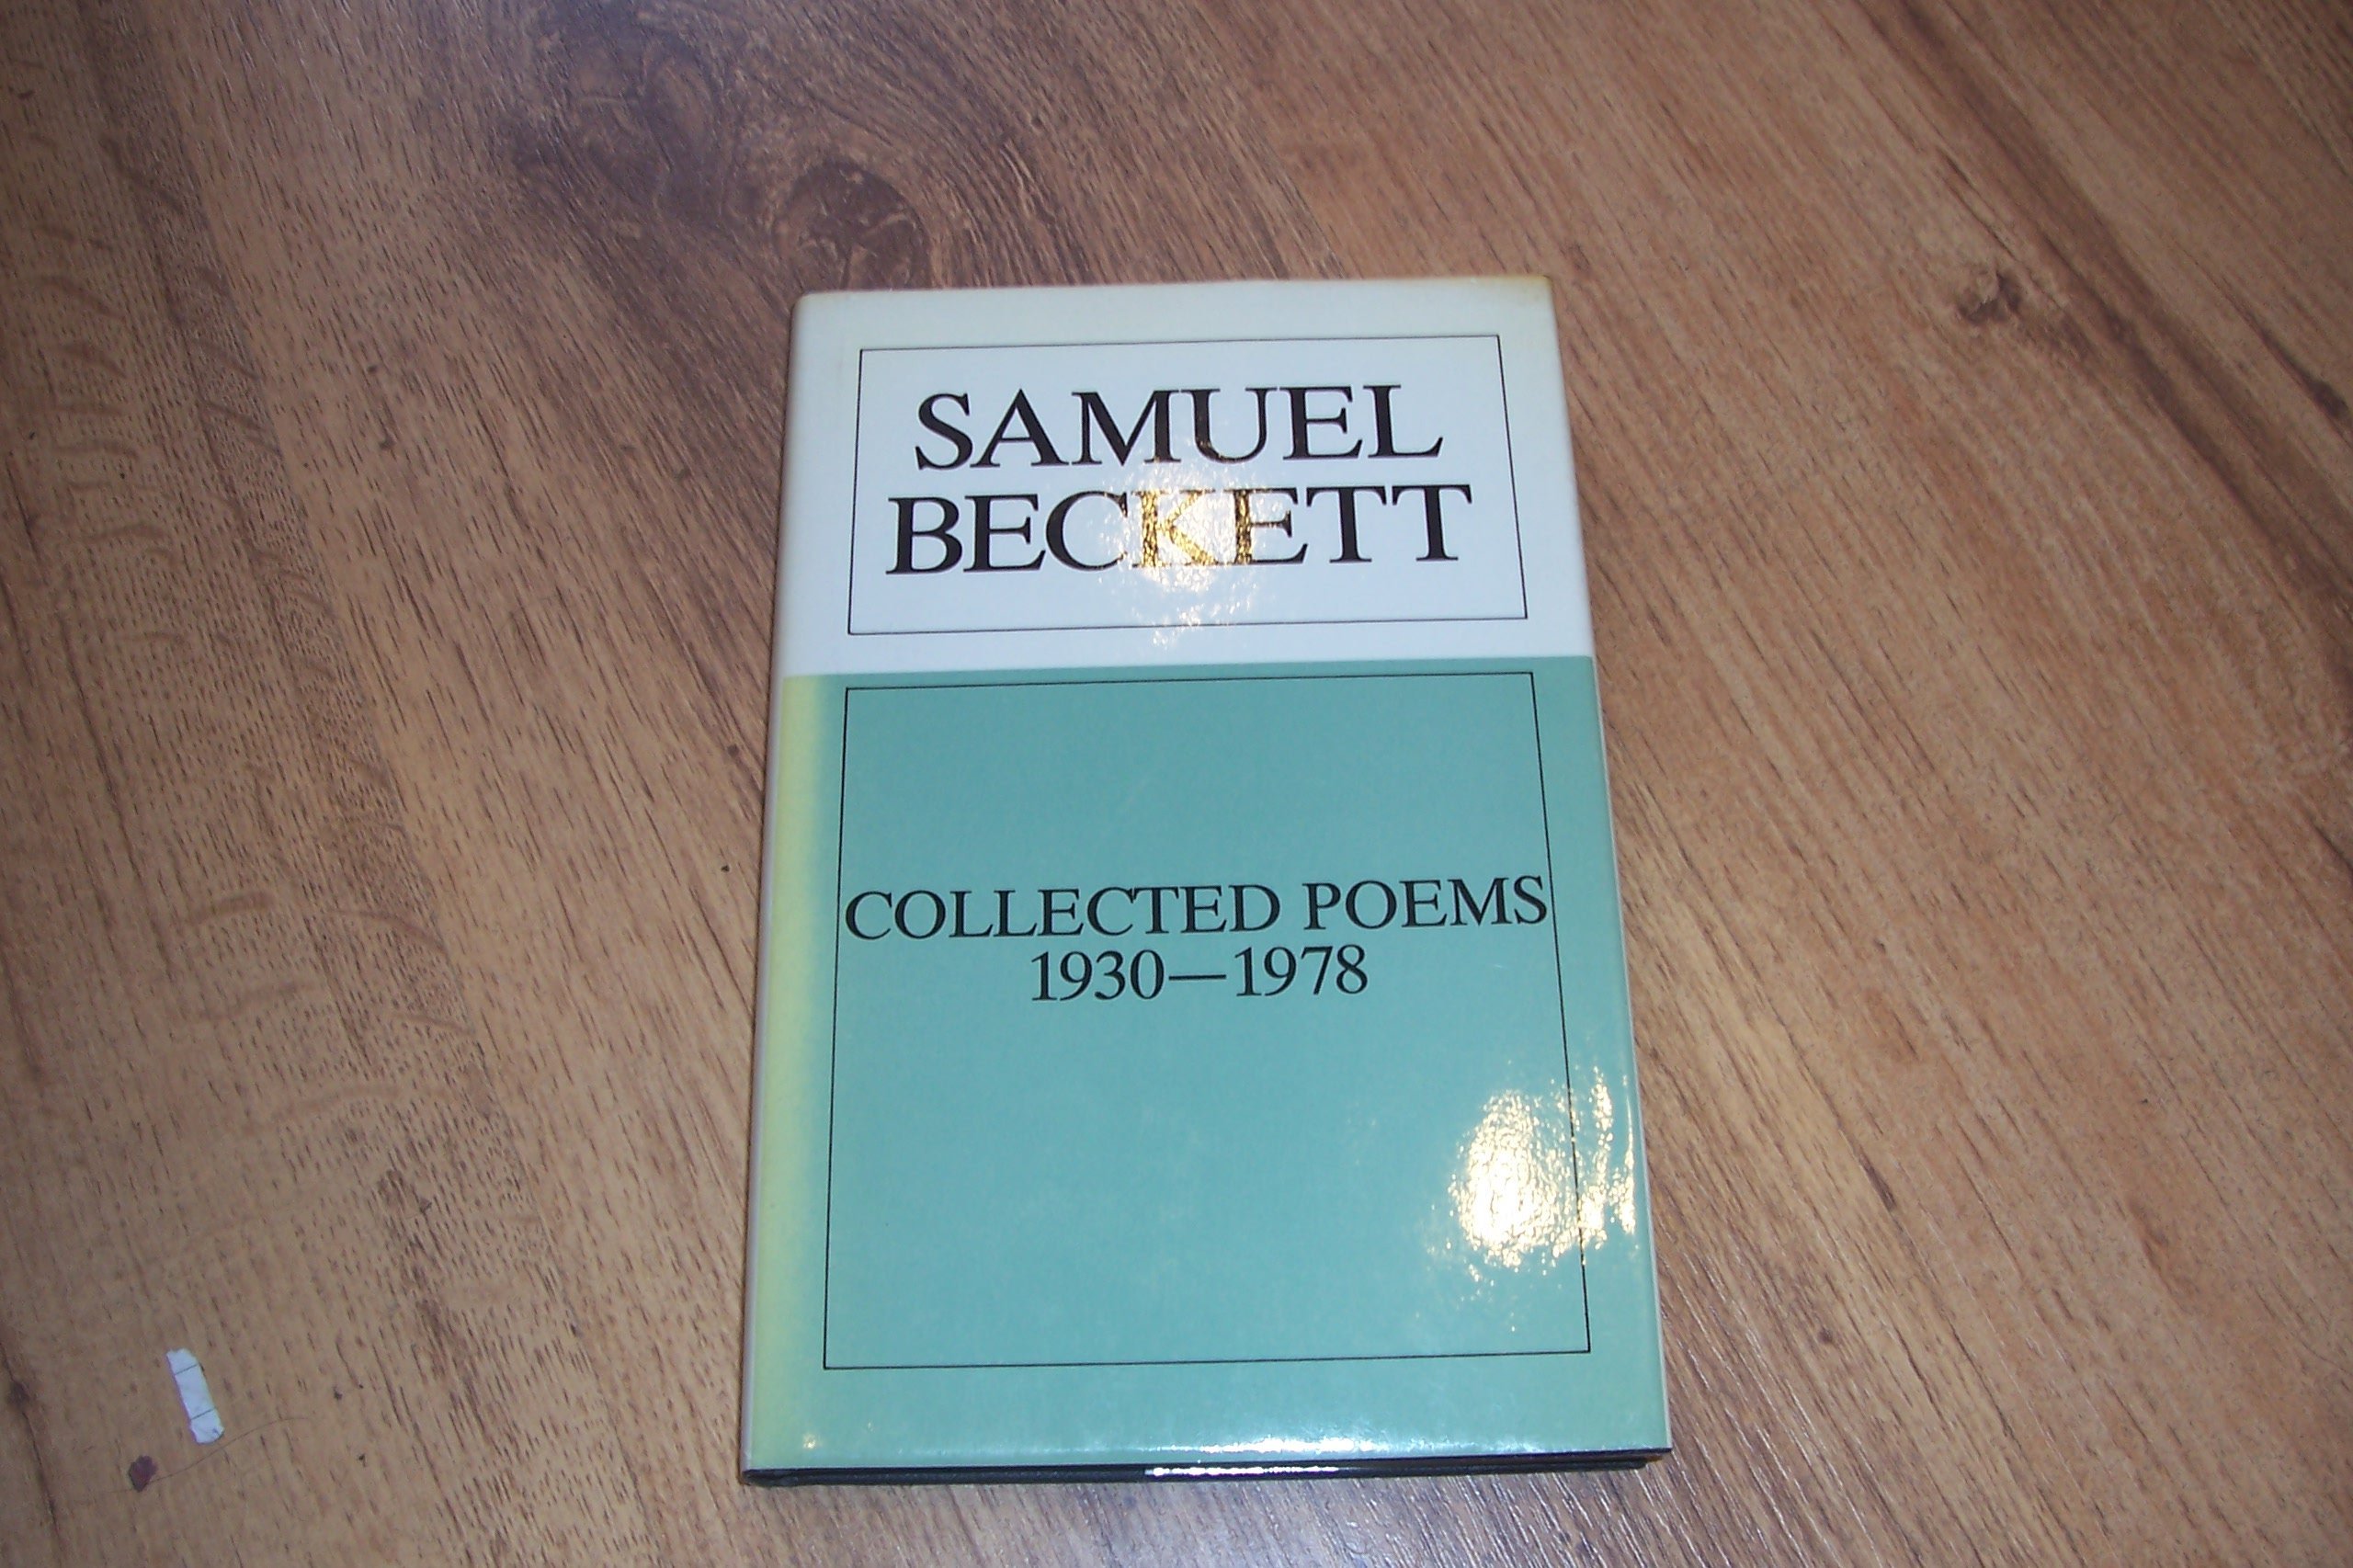 SAMUEL
BECKETT
COLLECTED POEMS
1930—1978